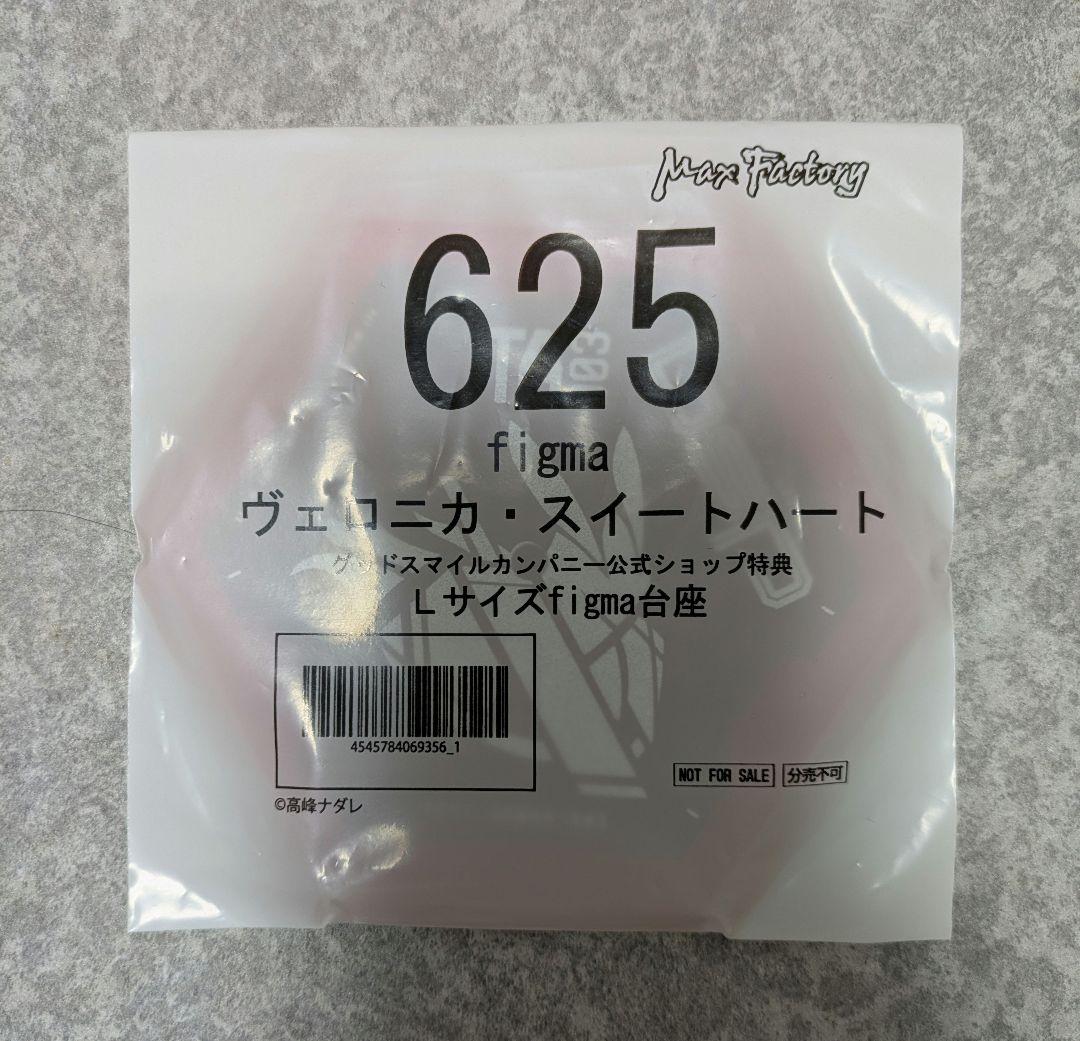 Max Factory
625
figma
ヴェロニカ・スイートハート
グッドスマイルカンパニー公式ショップ特典
Lサイズfigma台座
4545784069356_1
NOT FOR SALE 分売不可
©高峰ナダレ